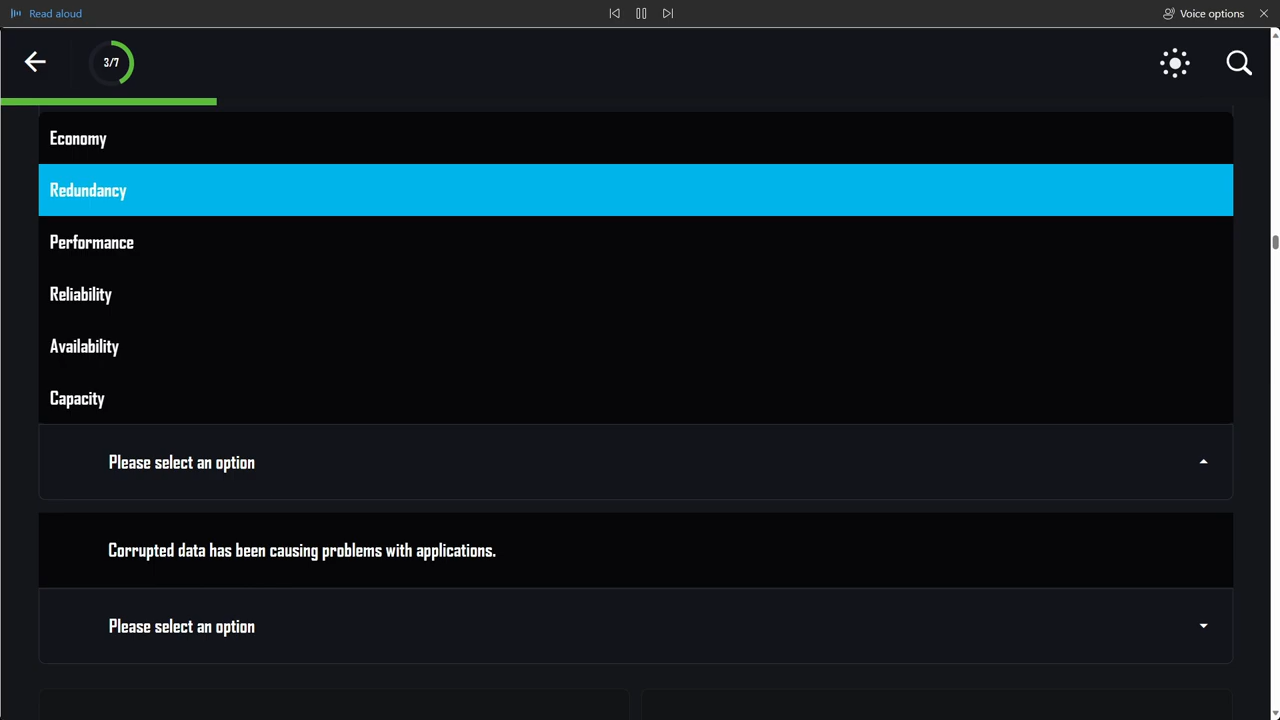 Read aloud
Voice options
3/7
Economy
Redundancy
Performance
Reliability
Availability
Capacity
Please select an option
Corrupted data has been causing problems with applications.
Please select an option